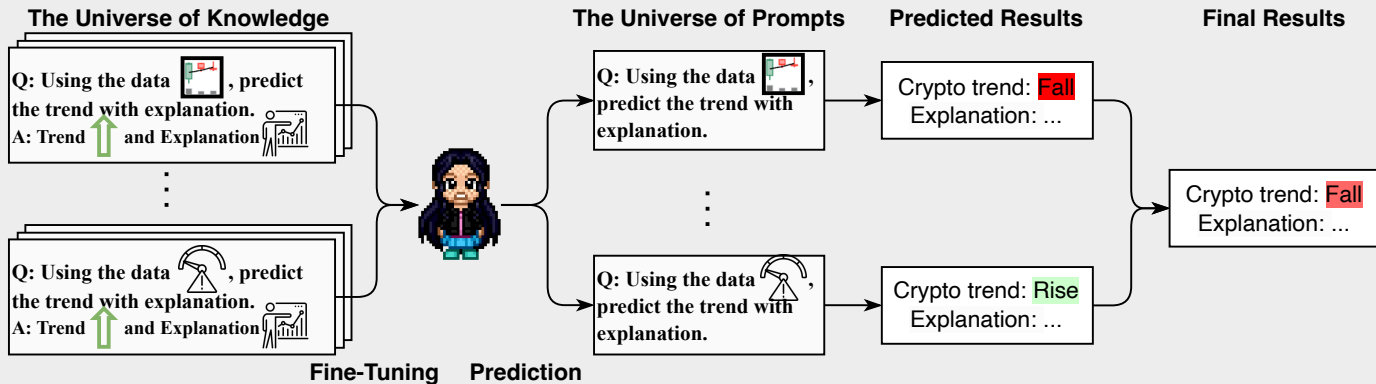 The Universe of Knowledge
The Universe of Prompts
Predicted Results
Final Results
Q: Using the data , predict
the trend with explanation.
A: Trend and Explanation
⋮
Q: Using the data , predict
the trend with explanation.
A: Trend and Explanation
Fine-Tuning
Prediction
Q: Using the data ,
predict the trend with
explanation.
⋮
Q: Using the data ,
predict the trend with
explanation.
Crypto trend: Fall
Explanation: ...
Crypto trend: Rise
Explanation: ...
Crypto trend: Fall
Explanation: ...